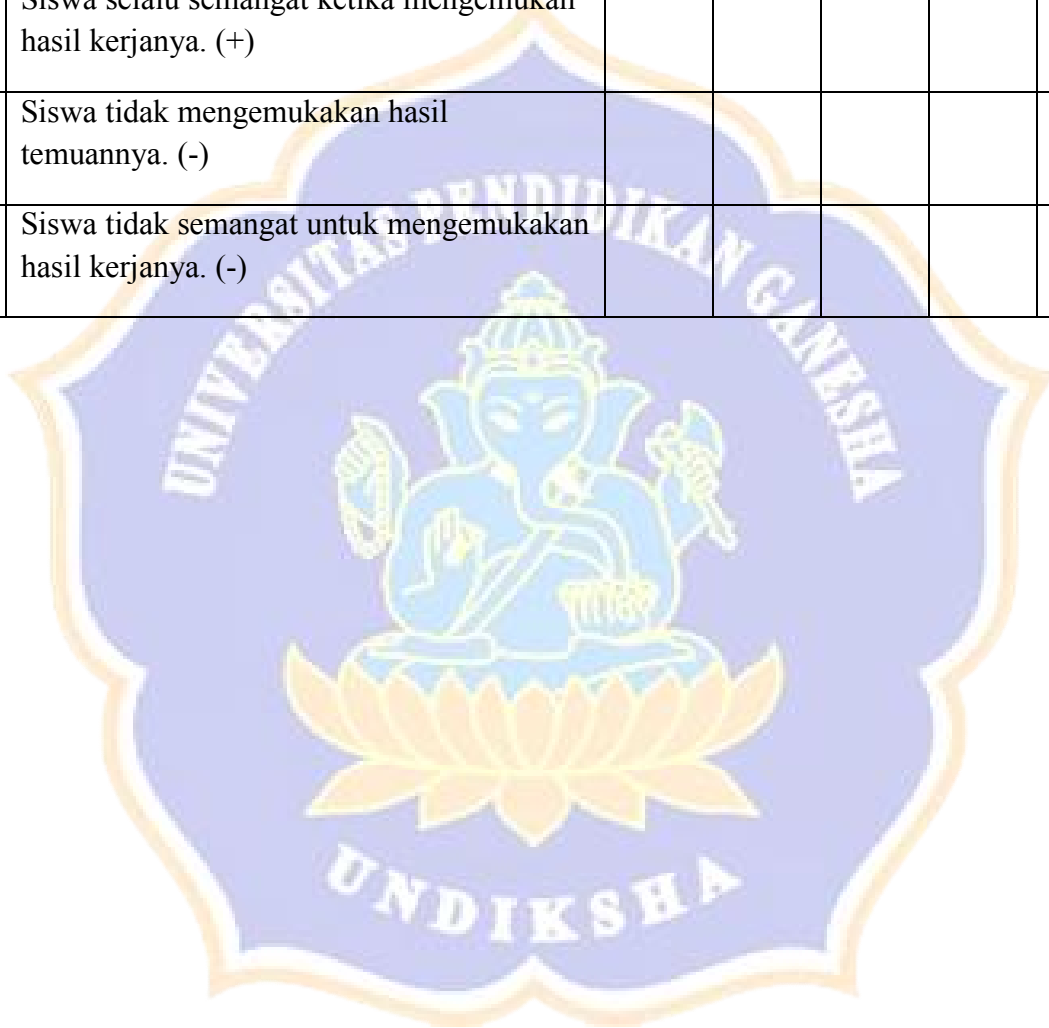 Siswa selalu semangat ketika mengemukan
hasil kerjanya. (+)
Siswa tidak mengemukakan hasil
temuannya. (-)
Siswa tidak semangat untuk mengemukakan
hasil kerjanya. (-)
UNIVERSITAS PENDIDIKAN GANESHA
UNDIKSHA